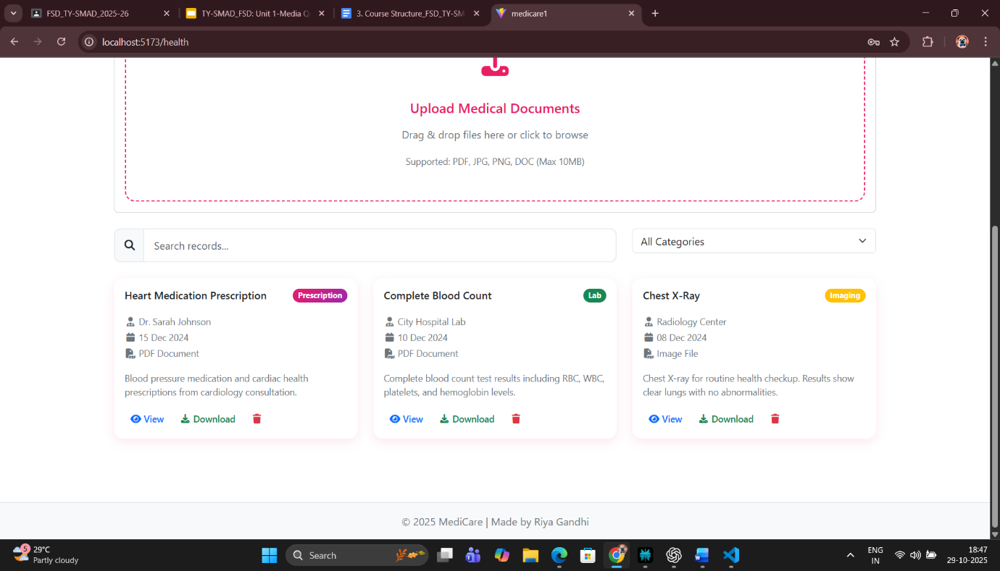 FSD_TY-SMAD_2025-26
TY-SMAD_FSD: Unit 1-Media Q
3. Course Structure_FSD_TY-SM
medicare1
localhost:5173/health
Upload Medical Documents
Drag & drop files here or click to browse
Supported: PDF, JPG, PNG, DOC (Max 10MB)
Search records...
All Categories
Heart Medication Prescription
Prescription
Dr. Sarah Johnson
15 Dec 2024
PDF Document
Blood pressure medication and cardiac health
prescriptions from cardiology consultation.
View
Download
Complete Blood Count
Lab
City Hospital Lab
10 Dec 2024
PDF Document
Complete blood count test results including RBC, WBC,
platelets, and hemoglobin levels.
View
Download
Chest X-Ray
Imaging
Radiology Center
08 Dec 2024
Image File
Chest X-ray for routine health checkup. Results show
clear lungs with no abnormalities.
View
Download
© 2025 MediCare | Made by Riya Gandhi
5
29°C
Partly cloudy
Search
ENG
IN
18:47
29-10-2025